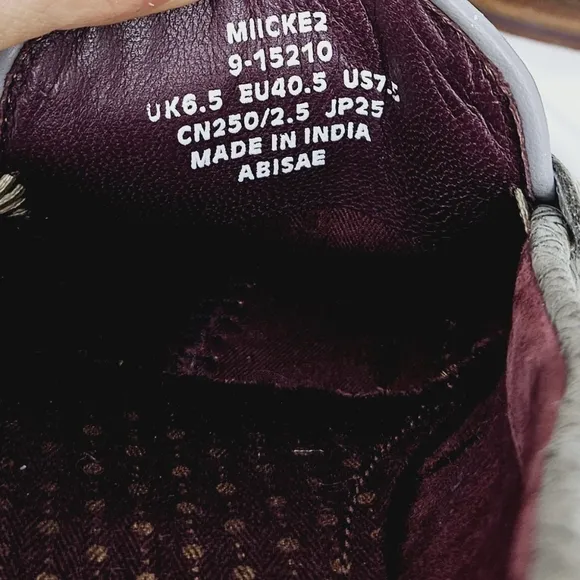 MIICKE2
9-15210
UK6.5 EU40.5 US7.5
CN250/2.5 JP25
MADE IN INDIA
ABISAE